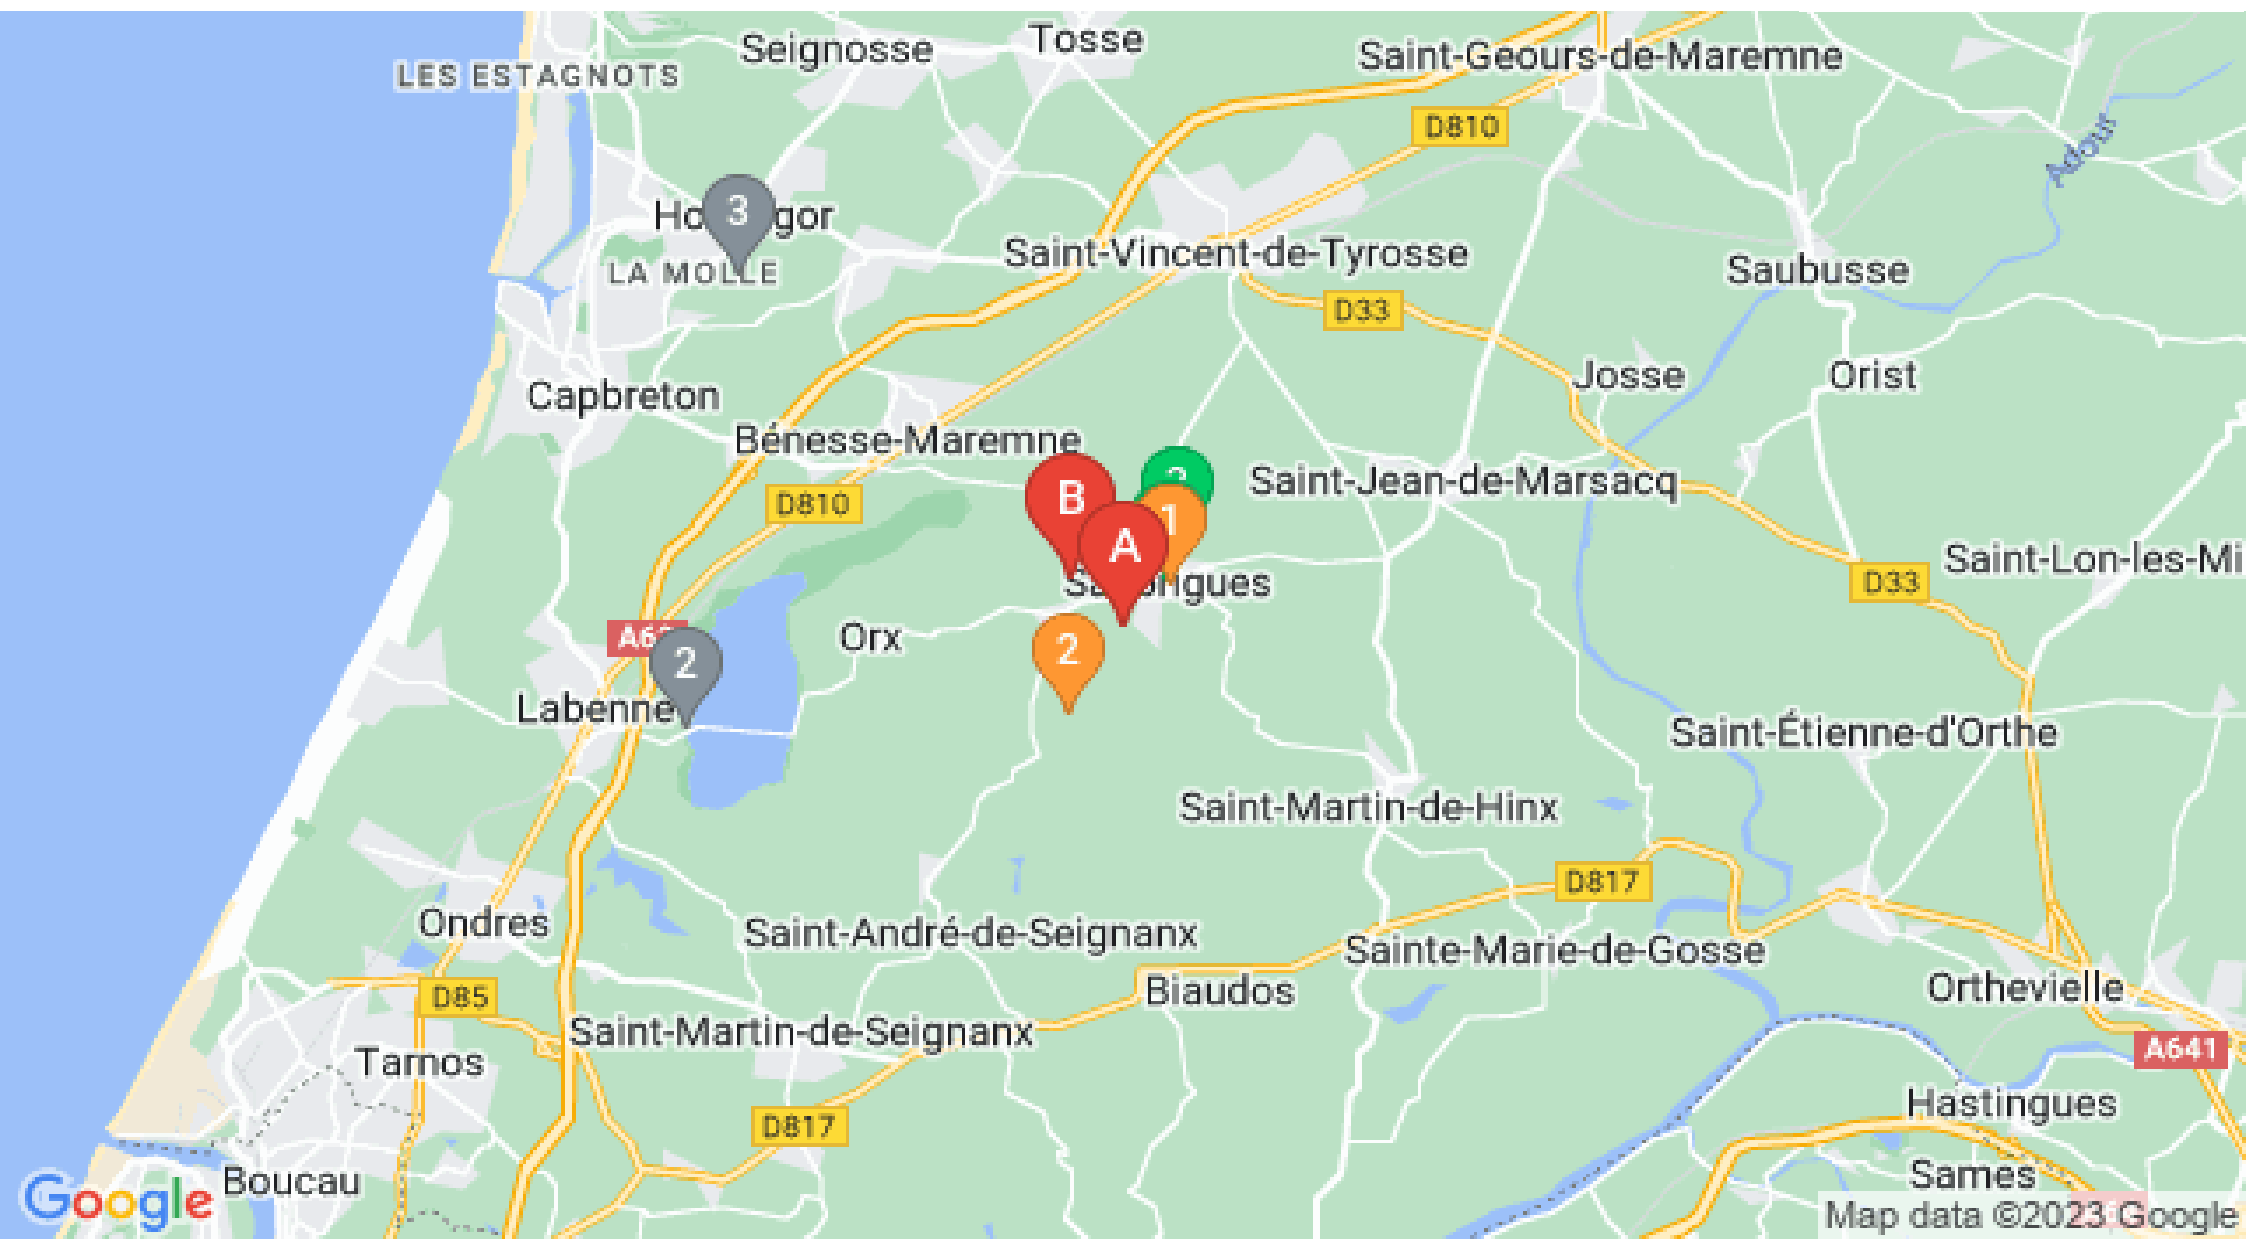 Seignosse
Tosse
Saint-Geours-de-Maremne
LES ESTAGNOTS
D810
Adour
3
LA MOLLE
Saint-Vincent-de-Tyrosse
Saubusse
D33
Capbreton
Josse
Orist
Bénesse-Maremne
D810
B
1
A
Saint-Jean-de-Marsacq
Saint-Lon-les-Mi
D33
Orx
2
2
Labenne
Saint-Étienne-d'Orthe
Saint-Martin-de-Hinx
D817
Ondres
Saint-André-de-Seignanx
Sainte-Marie-de-Gosse
D85
Biaudos
Orthevielle
Saint-Martin-de-Seignanx
Tarnos
A641
Hastingues
D817
Boucau
Sames
Google
Map data ©2023 Google